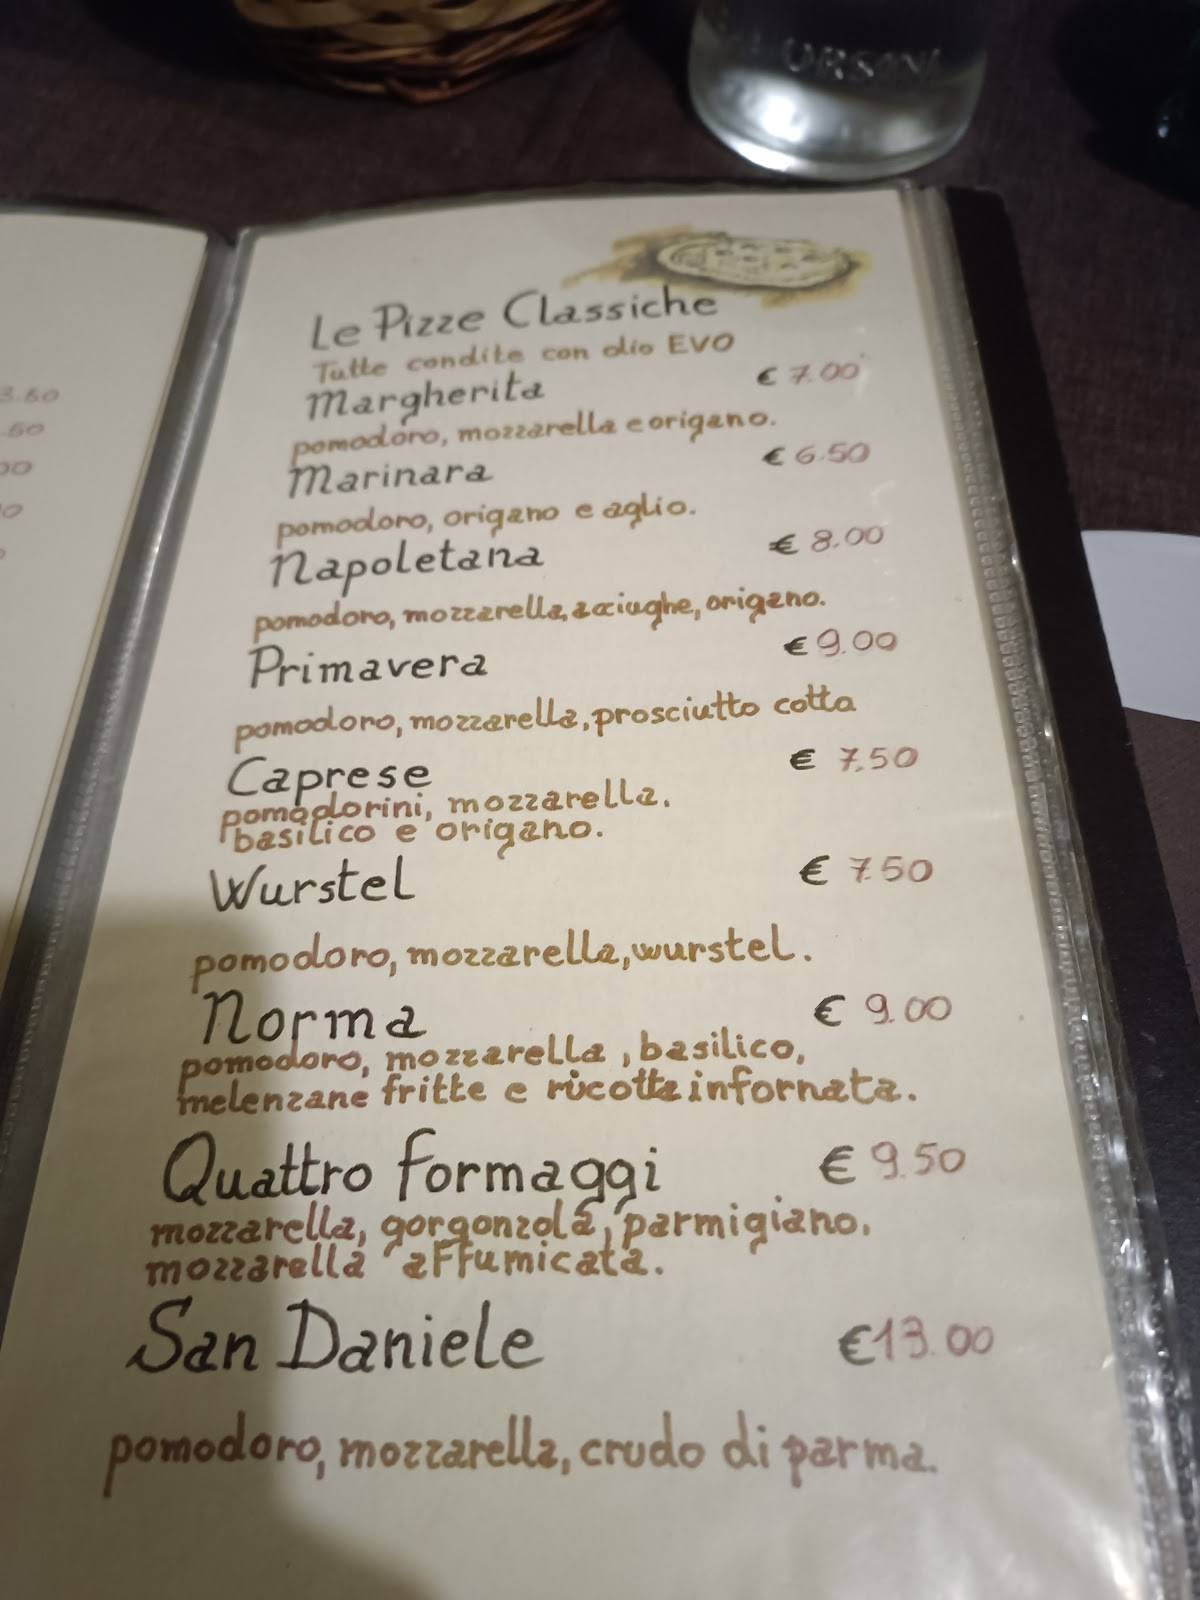 ORSINI
Le Pizze Classiche
Tutte condite con olio EVO
Margherita € 7.00
pomodoro, mozzarella e origano.
Marinara € 6.50
pomodoro, origano e aglio.
Napoletana € 8.00
pomodoro, mozzarella, acciughe, origano.
Primavera € 9.00
pomodoro, mozzarella, prosciutto cotto
Caprese € 7.50
pomodorini, mozzarella.
basilico e origano.
Wurstel € 7.50
pomodoro, mozzarella, wurstel.
Norma € 9.00
pomodoro, mozzarella, basilico,
melenzane fritte e ricotta infornata.
Quattro formaggi € 9.50
mozzarella, gorgonzola, parmigiano.
mozzarella affumicata.
San Daniele € 13.00
pomodoro, mozzarella, crudo di parma.